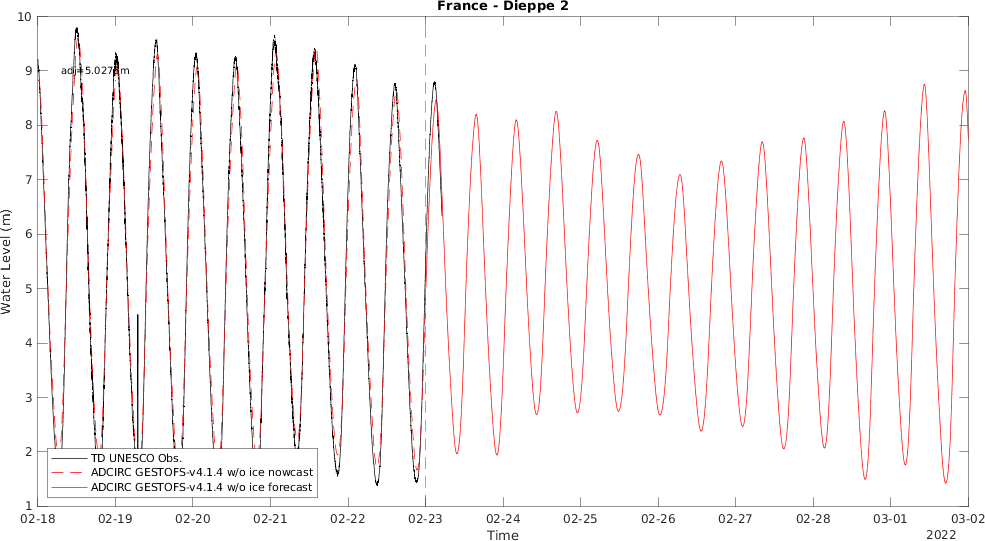 France - Dieppe 2
10
9
8
7
6
5
4
3
2
1
Water Level (m)
TD UNESCO Obs.
ADCIRC GESTOFS-v4.1.4 w/o ice nowcast
ADCIRC GESTOFS-v4.1.4 w/o ice forecast
02-18 02-19 02-20 02-21 02-22 02-23 02-24 02-25 02-26 02-27 02-28 03-01 03-02
Time
2022